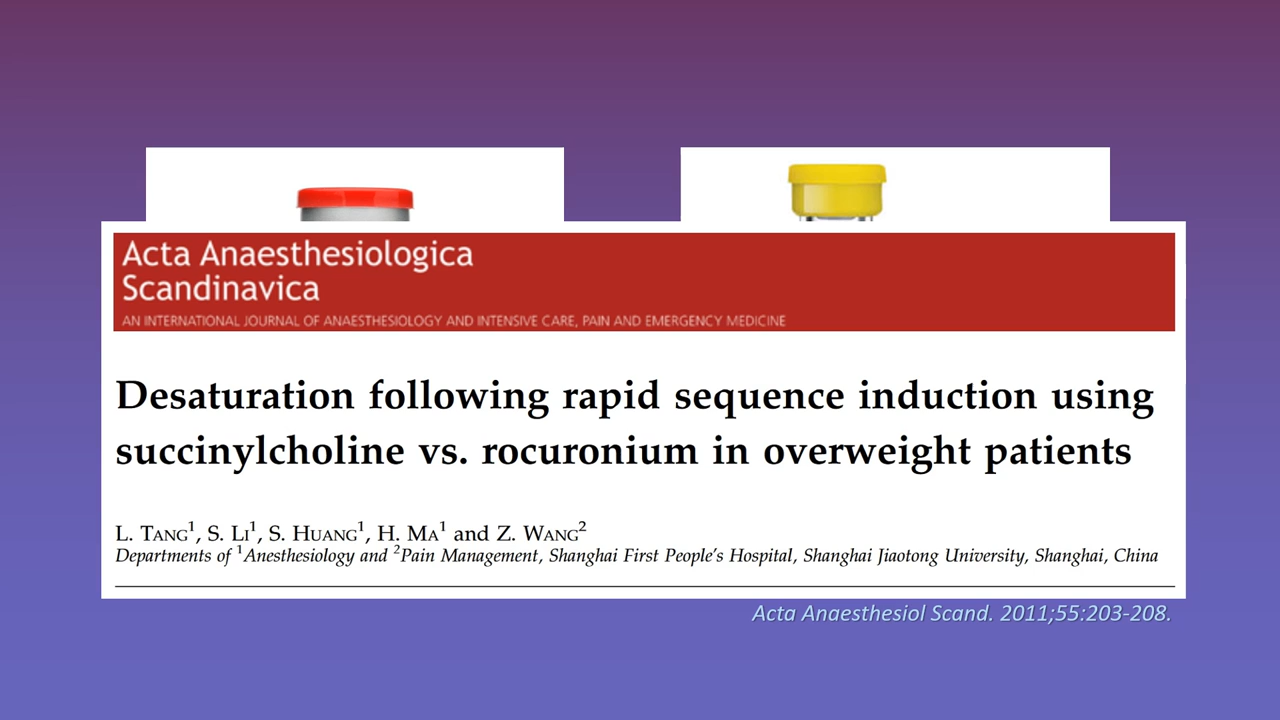 Acta Anaesthesiologica
Scandinavica
AN INTERNATIONAL JOURNAL OF ANAESTHESIOLOGY AND INTENSIVE CARE, PAIN AND EMERGENCY MEDICINE
Desaturation following rapid sequence induction using
succinylcholine vs. rocuronium in overweight patients
L. Tang¹, S. Li¹, S. Huang¹, H. Ma¹ and Z. Wang²
Departments of ¹Anesthesiology and ²Pain Management, Shanghai First People's Hospital, Shanghai Jiaotong University, Shanghai, China
Acta Anaesthesiol Scand. 2011;55:203-208.